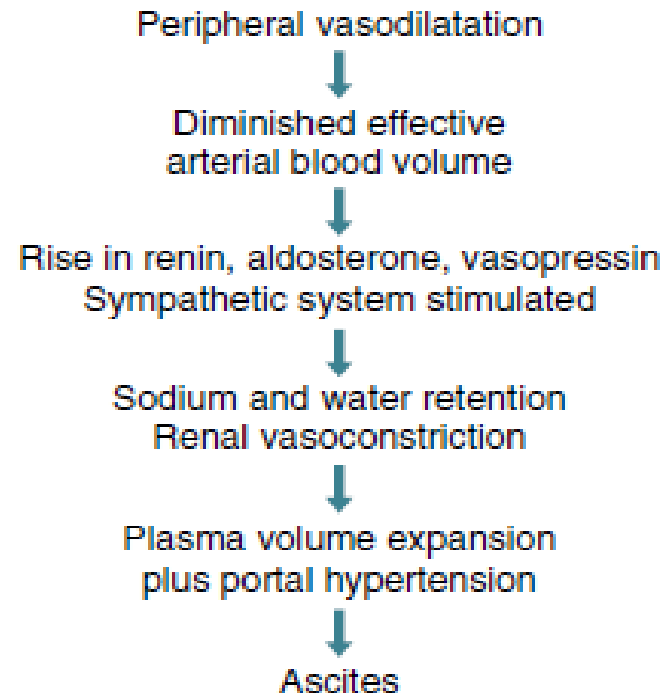 Peripheral vasodilatation
Diminished effective
arterial blood volume
Rise in renin, aldosterone, vasopressin
Sympathetic system stimulated
Sodium and water retention
Renal vasoconstriction
Plasma volume expansion
plus portal hypertension
Ascites